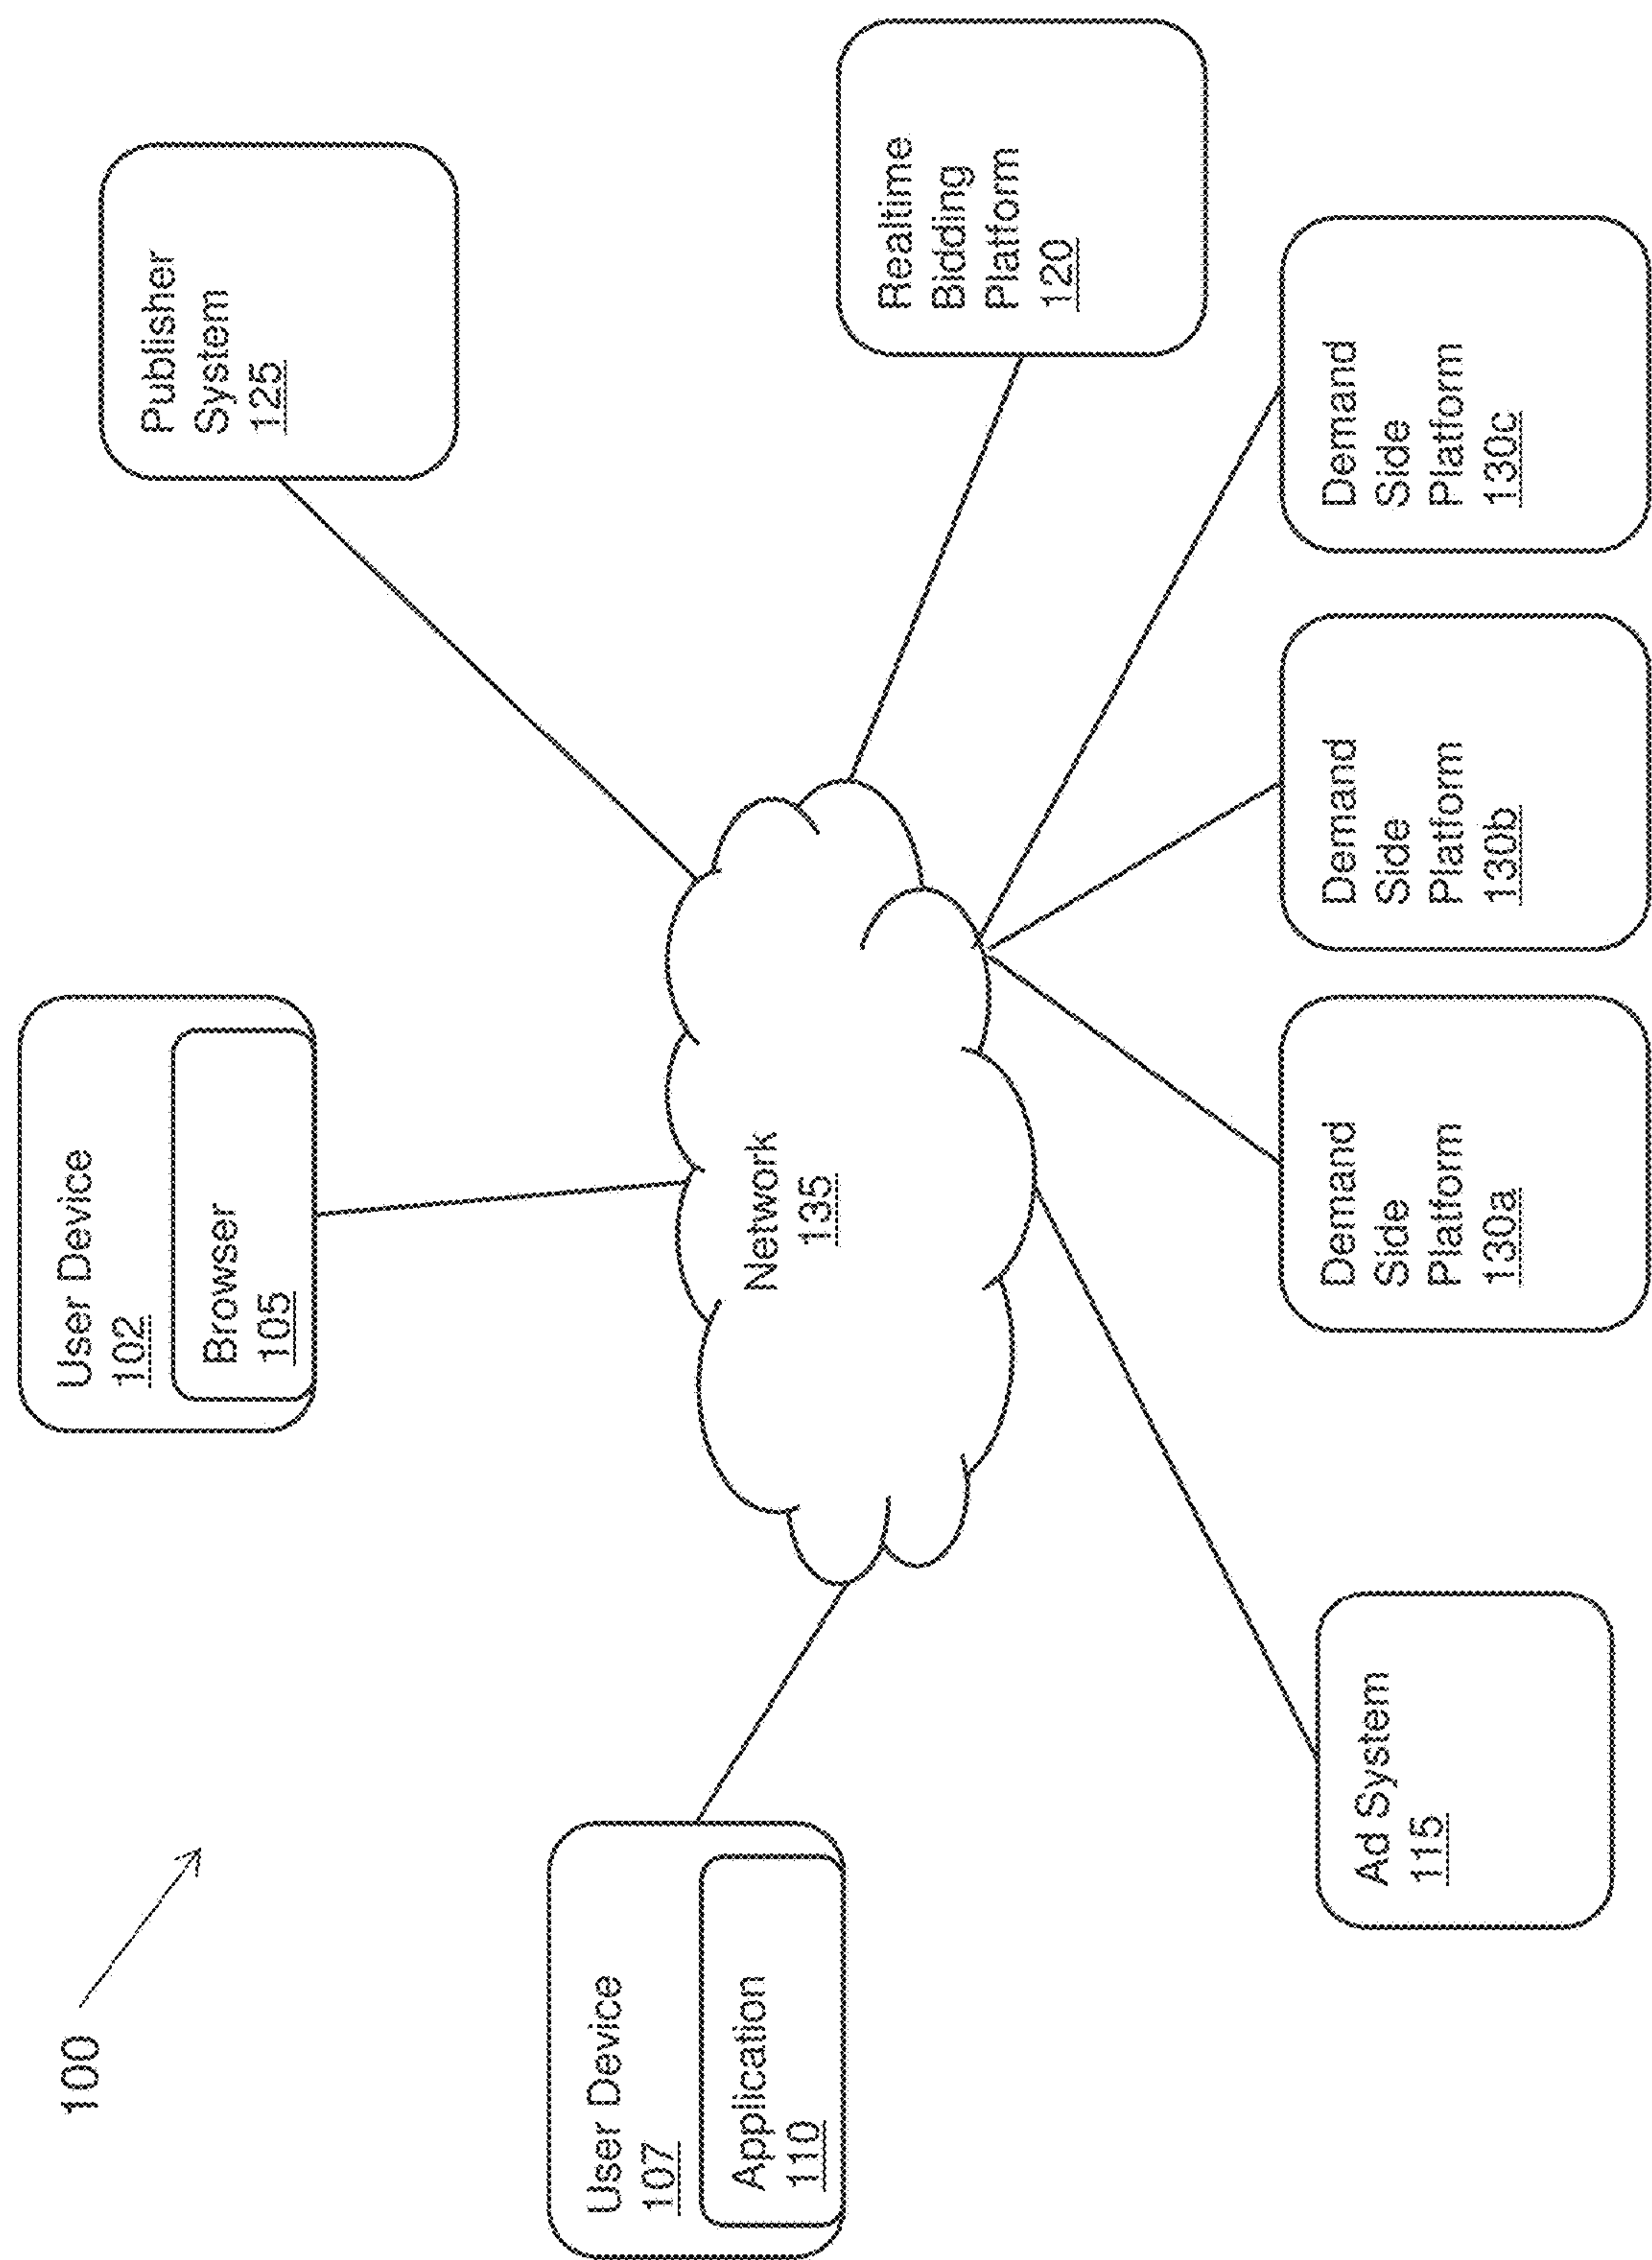 100
User Device
102
Browser
105
Publisher
System
125
User Device
107
Application
110
Network
135
Realtime
Bidding
Platform
120
Ad System
115
Demand
Side
Platform
130a
Demand
Side
Platform
130b
Demand
Side
Platform
130c